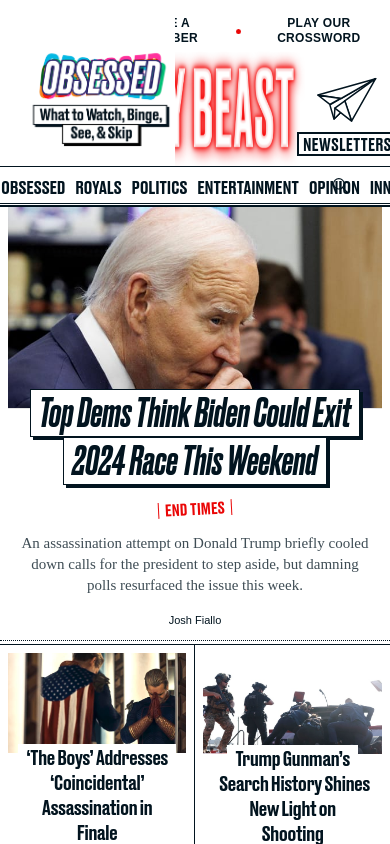 E A
BER
PLAY OUR
CROSSWORD
OBSESSED
What to Watch, Binge,
See, & Skip
Y BEAST
NEWSLETTERS
OBSESSED ROYALS POLITICS ENTERTAINMENT OPINION INN
Top Dems Think Biden Could Exit
2024 Race This Weekend
END TIMES
An assassination attempt on Donald Trump briefly cooled
down calls for the president to step aside, but damning
polls resurfaced the issue this week.
Josh Fiallo
‘The Boys’ Addresses
‘Coincidental’
Assassination in
Finale
Trump Gunman’s
Search History Shines
New Light on
Shooting